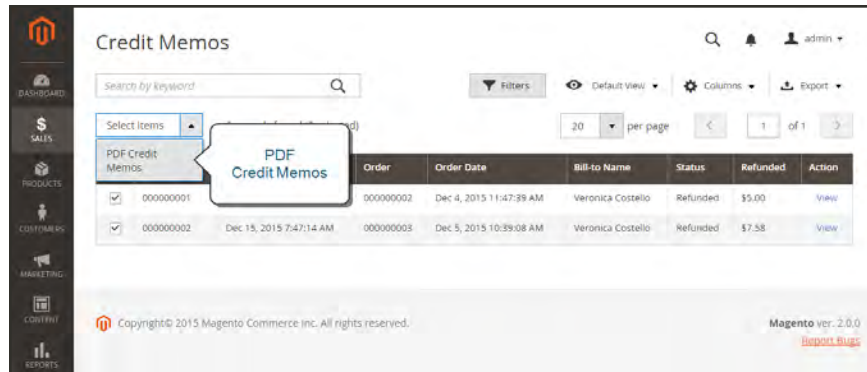 Credit Memos
admin
DASHBOARD
Search by keyword
Filters
Default View
Columns
Export
$
SALES
Select Items
20 per page
1 of 1
PDF Credit
Memos
PDF
Credit Memos
Order Order Date Bill-to Name Status Refunded Action
PRODUCTS
000000001 000000002 Dec 4, 2015 11:47:39 AM Veronica Costello Refunded $5.00 View
000000002 Dec 15, 2015 7:47:14 AM 000000003 Dec 5, 2015 10:39:08 AM Veronica Costello Refunded $7.58 View
CUSTOMERS
MARKETING
CONTENT
Copyright© 2015 Magento Commerce Inc. All rights reserved.
Magento ver. 2.0.0
Report Bugs
REPORTS